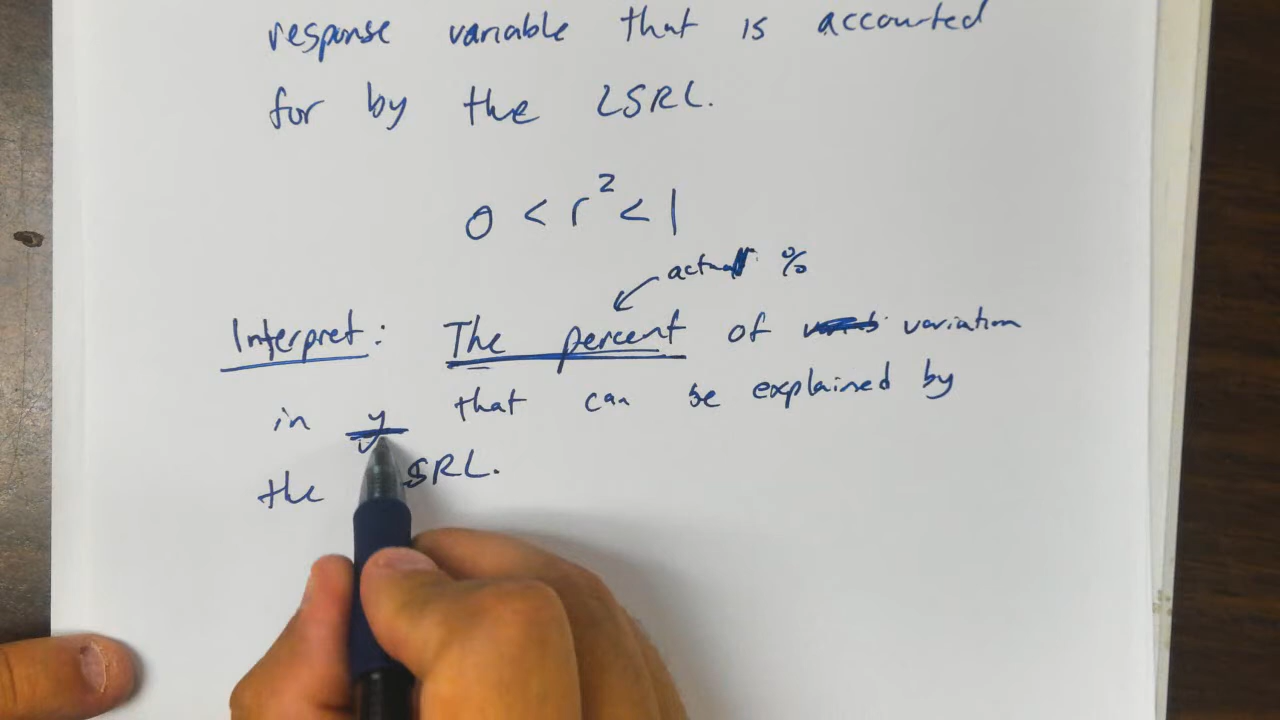 response variable that is accounted
for by the LSRL.
0 < r² < 1
actual %
Interpret: The percent of variation
in y that can be explained by
the SRL.